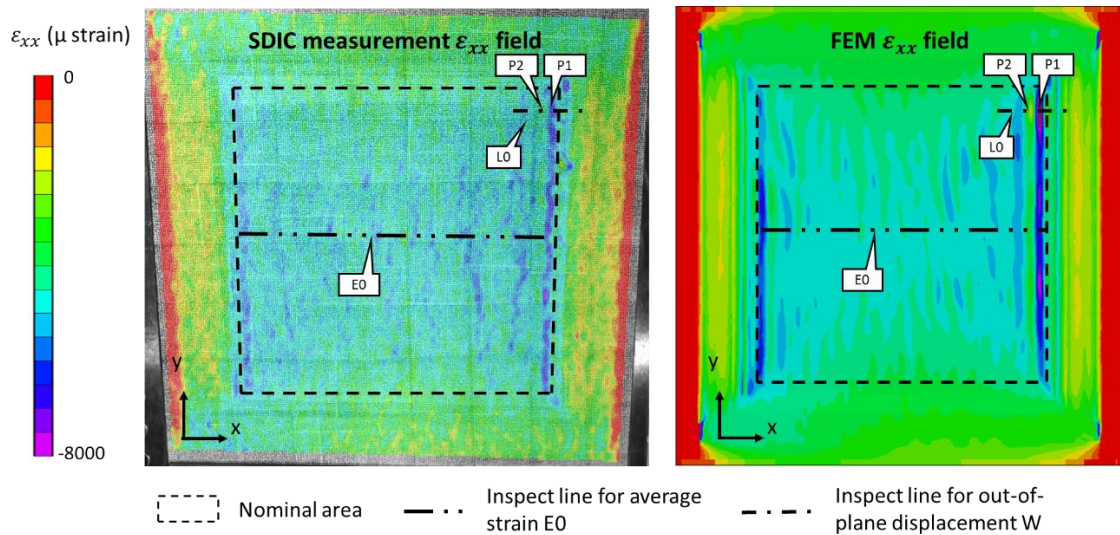 ε_xx (μ strain)
0
-8000
SDIC measurement ε_xx field
P2
P1
L0
E0
y
x
FEM ε_xx field
P2
P1
L0
E0
y
x
Nominal area
Inspect line for average
strain E0
Inspect line for out-of-
plane displacement W